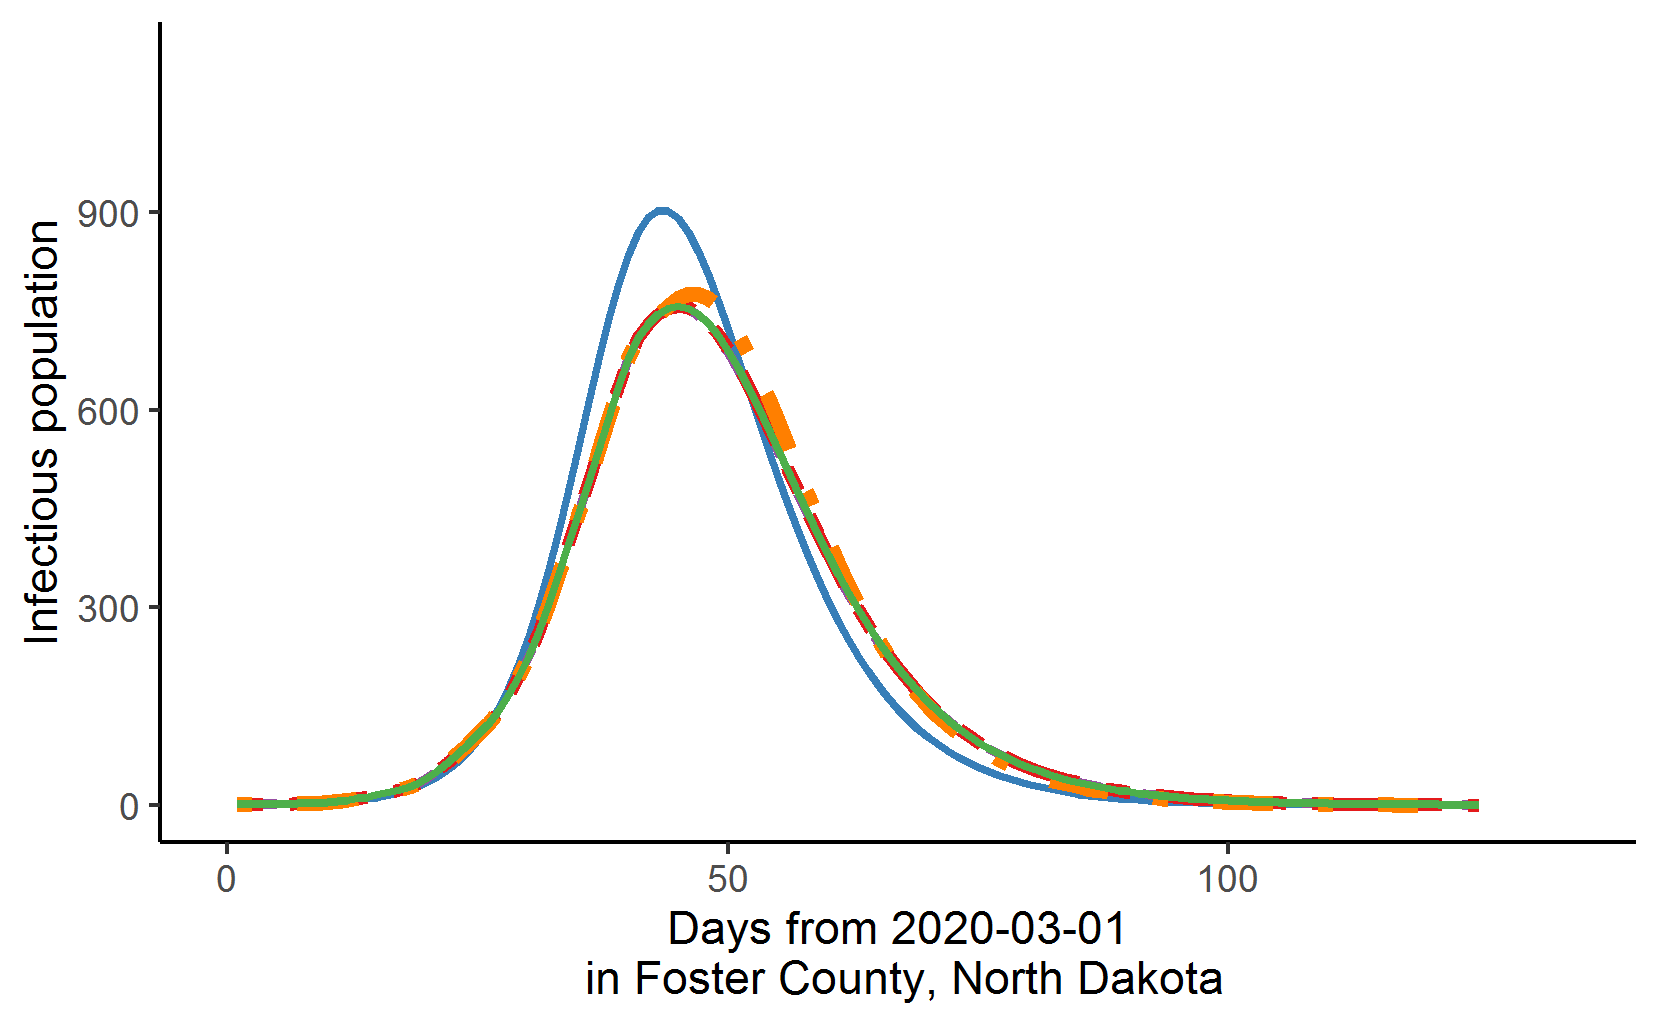 Infectious population
900
600
300
0
0
50
100
Days from 2020-03-01
in Foster County, North Dakota